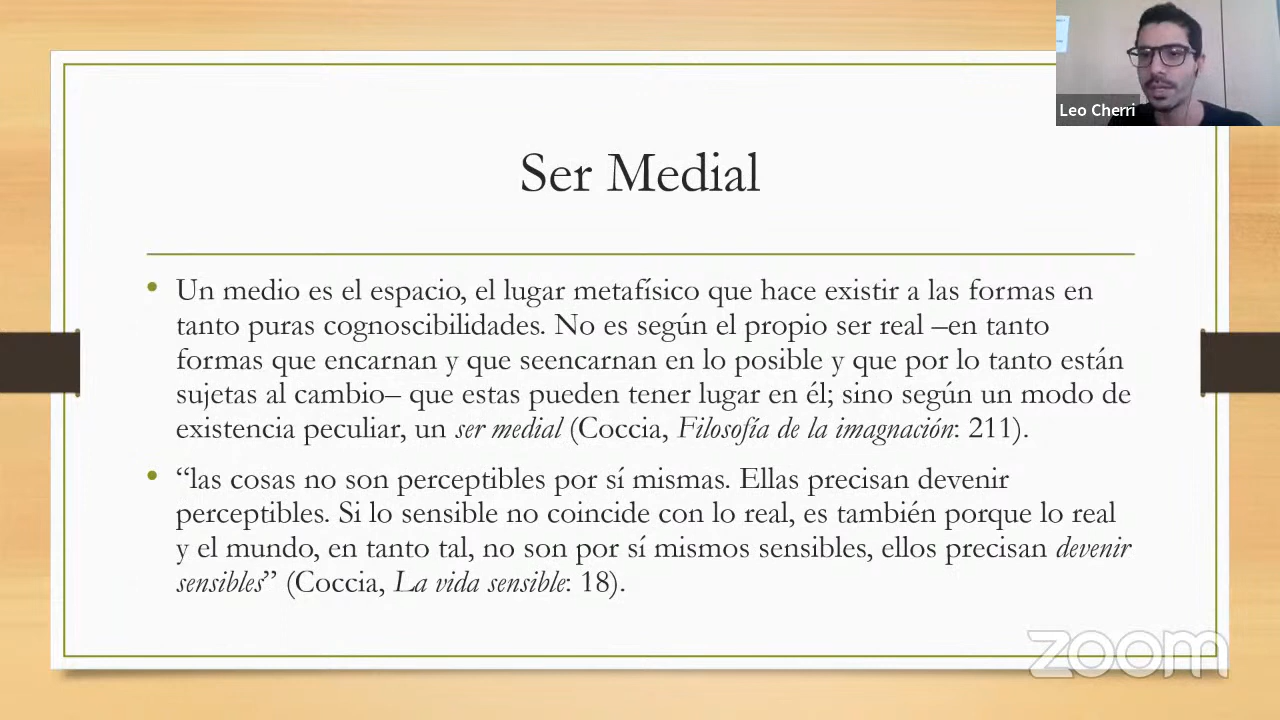 Leo Cherri
Ser Medial
• Un medio es el espacio, el lugar metafísico que hace existir a las formas en
tanto puras cognoscibilidades. No es según el propio ser real –en tanto
formas que encarnan y que seencarnan en lo posible y que por lo tanto están
sujetas al cambio– que estas pueden tener lugar en él; sino según un modo de
existencia peculiar, un ser medial (Coccia, Filosofía de la imagnación: 211).
• “las cosas no son perceptibles por sí mismas. Ellas precisan devenir
perceptibles. Si lo sensible no coincide con lo real, es también porque lo real
y el mundo, en tanto tal, no son por sí mismos sensibles, ellos precisan devenir
sensibles” (Coccia, La vida sensible: 18).
zoom